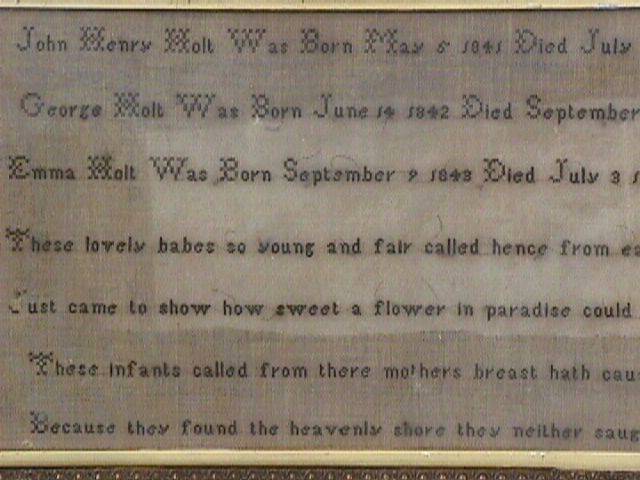 John Henry Holt Was Born May 5 1841 Died July
George Holt Was Born June 14 1842 Died September
Emma Holt Was Born September 9 1843 Died July 3
These lovely babes so young and fair called hence from
Just came to show how sweet a flower in paradise could
These infants called from there mothers breast hath
Because they found the heavenly shore they neither